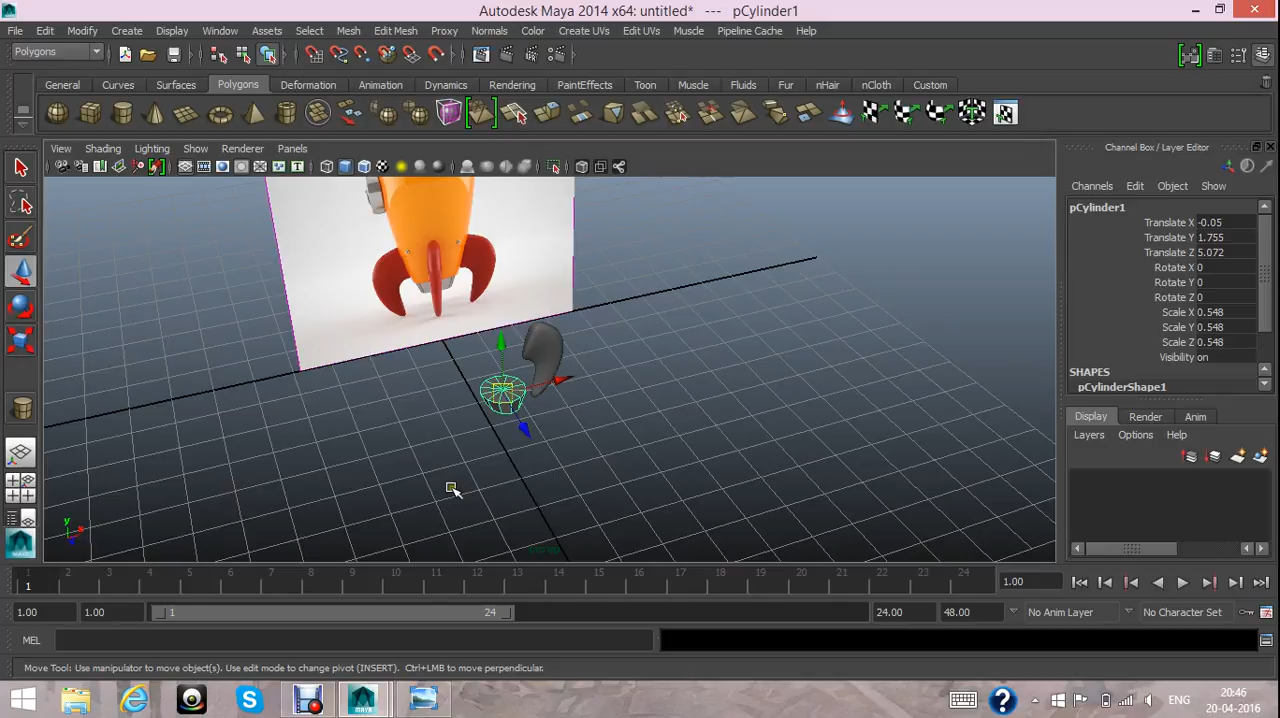 Autodesk Maya 2014 x64: untitled* --- pCylinder1
File Edit Modify Create Display Window Assets Select Mesh Edit Mesh Proxy Normals Color Create UVs Edit UVs Muscle Pipeline Cache Help
Polygons
General Curves Surfaces Polygons Deformation Animation Dynamics Rendering PaintEffects Toon Muscle Fluids Fur nHair nCloth Custom
View Shading Lighting Show Renderer Panels
Channel Box / Layer Editor
Channels Edit Object Show
pCylinder1
Translate X -0.05
Translate Y 1.755
Translate Z 5.072
Rotate X 0
Rotate Y 0
Rotate Z 0
Scale X 0.548
Scale Y 0.548
Scale Z 0.548
Visibility on
SHAPES
pCylinderShape1
Display Render Anim
Layers Options Help
y x z
persp
1 2 3 4 5 6 7 8 9 10 11 12 13 14 15 16 17 18 19 20 21 22 23 24
1 1.00
1.00 1.00 1 24 24.00 48.00 No Anim Layer No Character Set
MEL
Move Tool: Use manipulator to move object(s). Use edit mode to change pivot (INSERT). Ctrl+LMB to move perpendicular.
ENG
20:46
20-04-2016